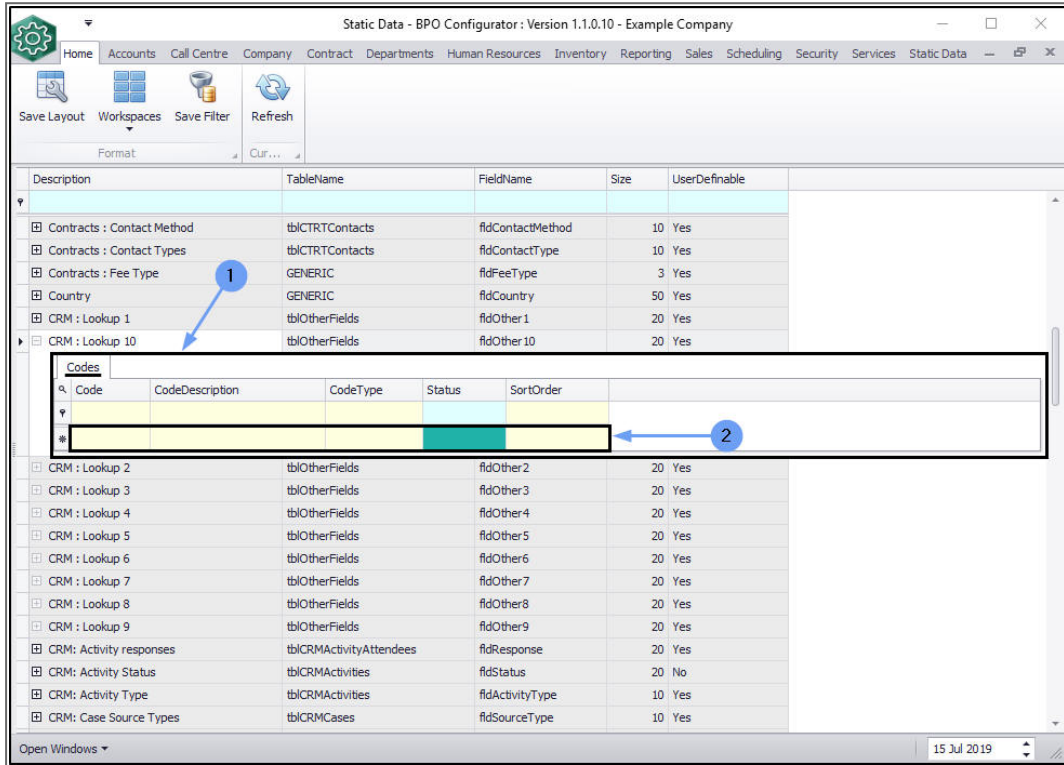 Static Data - BPO Configurator : Version 1.1.0.10 - Example Company
Home Accounts Call Centre Company Contract Departments Human Resources Inventory Reporting Sales Scheduling Security Services Static Data
Save Layout Workspaces Save Filter Refresh
Format Cur...
Description TableName FieldName Size UserDefinable
Contracts : Contact Method tblCTRTContacts fldContactMethod 10 Yes
Contracts : Contact Types tblCTRTContacts fldContactType 10 Yes
Contracts : Fee Type GENERIC fldFeeType 3 Yes
1
Country GENERIC fldCountry 50 Yes
CRM : Lookup 1 tblOtherFields fldOther1 20 Yes
CRM : Lookup 10 tblOtherFields fldOther10 20 Yes
Codes
Code CodeDescription CodeType Status SortOrder
2
CRM : Lookup 2 tblOtherFields fldOther2 20 Yes
CRM : Lookup 3 tblOtherFields fldOther3 20 Yes
CRM : Lookup 4 tblOtherFields fldOther4 20 Yes
CRM : Lookup 5 tblOtherFields fldOther5 20 Yes
CRM : Lookup 6 tblOtherFields fldOther6 20 Yes
CRM : Lookup 7 tblOtherFields fldOther7 20 Yes
CRM : Lookup 8 tblOtherFields fldOther8 20 Yes
CRM : Lookup 9 tblOtherFields fldOther9 20 Yes
CRM: Activity responses tblCRMActivityAttendees fldResponse 20 Yes
CRM: Activity Status tblCRMActivities fldStatus 20 No
CRM: Activity Type tblCRMActivities fldActivityType 10 Yes
CRM: Case Source Types tblCRMCases fldSourceType 10 Yes
Open Windows 15 Jul 2019